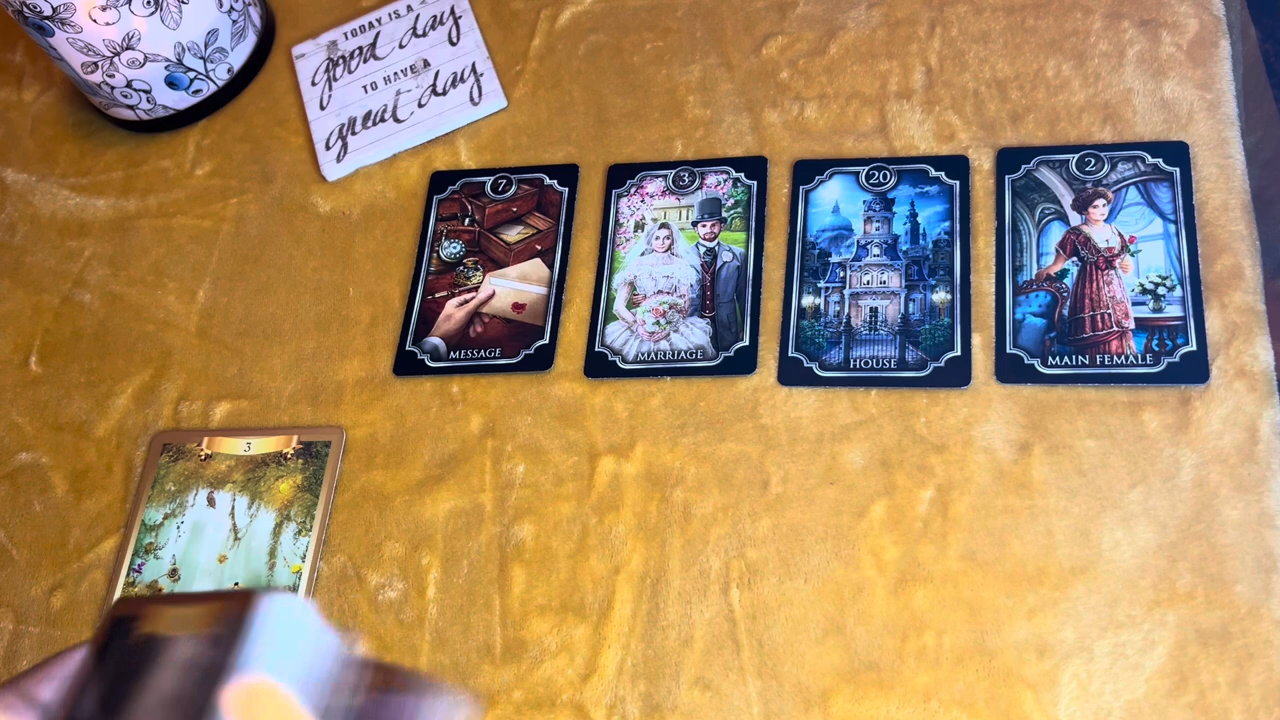 TODAY IS A
good day
TO HAVE A
great day.
7
MESSAGE
3
MARRIAGE
20
HOUSE
2
MAIN FEMALE
3